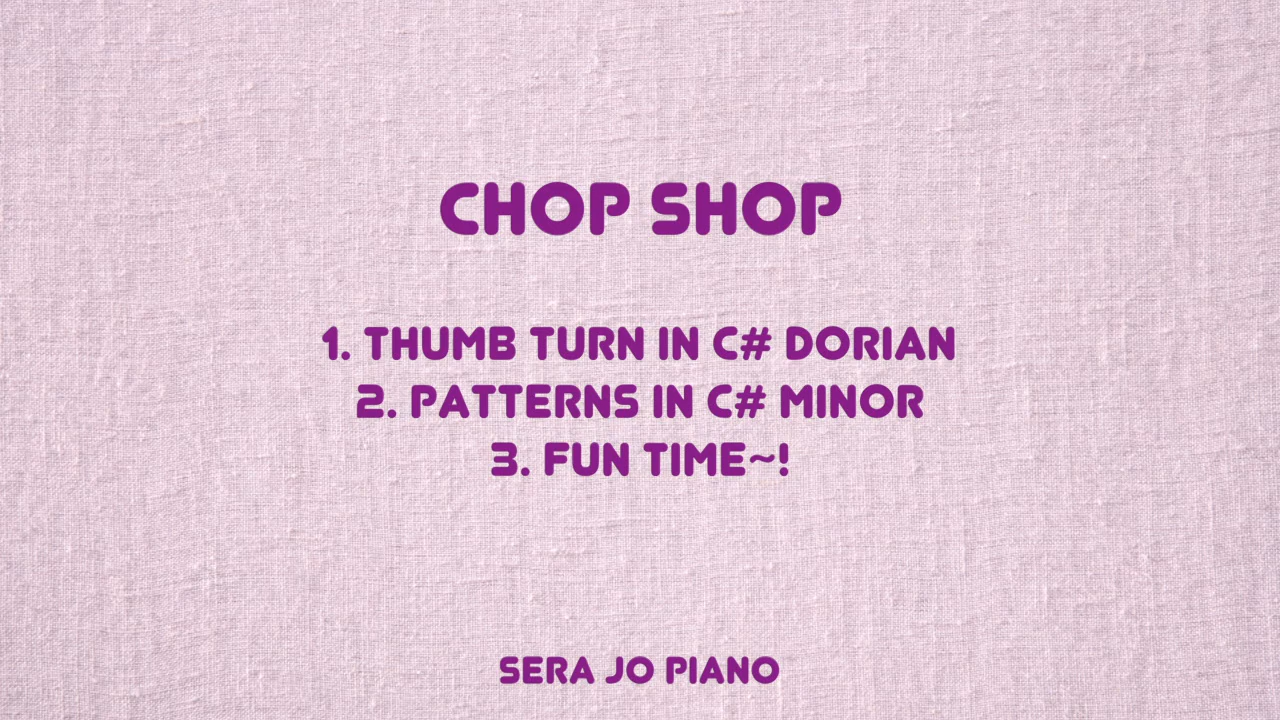 CHOP SHOP
1. THUMB TURN IN C# DORIAN
2. PATTERNS IN C# MINOR
3. FUN TIME~!
SERA JO PIANO